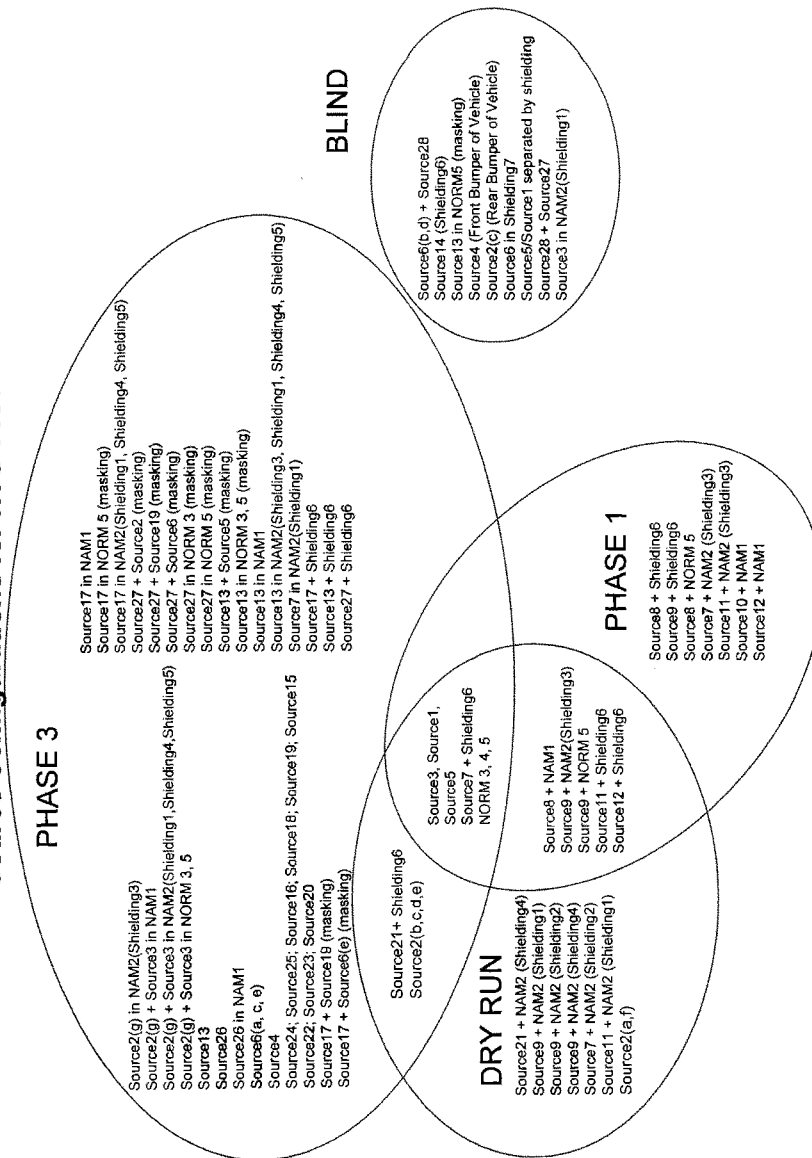 PHASE 3
Source2(g) in NAM2(Shielding3)
Source2(g) + Source3 in NAM1
Source2(g) + Source3 in NAM2(Shielding1,Shielding4,Shielding5)
Source2(g) + Source3 in NORM 3, 5
Source13
Source26
Source26 in NAM1
Source6(a, c, e)
Source4
Source24; Source25; Source16; Source18; Source19; Source15
Source22; Source23; Source20
Source17 + Source19 (masking)
Source17 + Source6(e) (masking)
Source17 in NAM1
Source17 in NORM 5 (masking)
Source17 in NAM2(Shielding1, Shielding4, Shielding5)
Source27 + Source2 (masking)
Source27 + Source19 (masking)
Source27 + Source6 (masking)
Source27 in NORM 3 (masking)
Source27 in NORM 5 (masking)
Source13 + Source5 (masking)
Source13 in NORM 3, 5 (masking)
Source13 in NAM1
Source13 in NAM2(Shielding3, Shielding1, Shielding4, Shielding5)
Source7 in NAM2(Shielding1)
Source17 + Shielding6
Source13 + Shielding6
Source27 + Shielding6
BLIND
Source6(b,d) + Source28
Source14 (Shielding6)
Source13 in NORM5 (masking)
Source4 (Front Bumper of Vehicle)
Source2(c) (Rear Bumper of Vehicle)
Source6 in Shielding7
Source5/Source1 separated by shielding
Source28 + Source27
Source3 in NAM2(Shielding1)
Source21+ Shielding6
Source2(b,c,d,e)
Source3, Source1,
Source5
Source7 + Shielding6
NORM 3, 4, 5
DRY RUN
Source21 + NAM2 (Shielding4)
Source9 + NAM2 (Shielding1)
Source9 + NAM2 (Shielding2)
Source9 + NAM2 (Shielding4)
Source7 + NAM2 (Shielding2)
Source11 + NAM2 (Shielding1)
Source2(a,f)
Source8 + NAM1
Source9 + NAM2(Shielding3)
Source9 + NORM 5
Source11 + Shielding6
Source12 + Shielding6
PHASE 1
Source8 + Shielding6
Source9 + Shielding6
Source8 + NORM 5
Source7 + NAM2 (Shielding3)
Source11 + NAM2 (Shielding3)
Source10 + NAM1
Source12 + NAM1